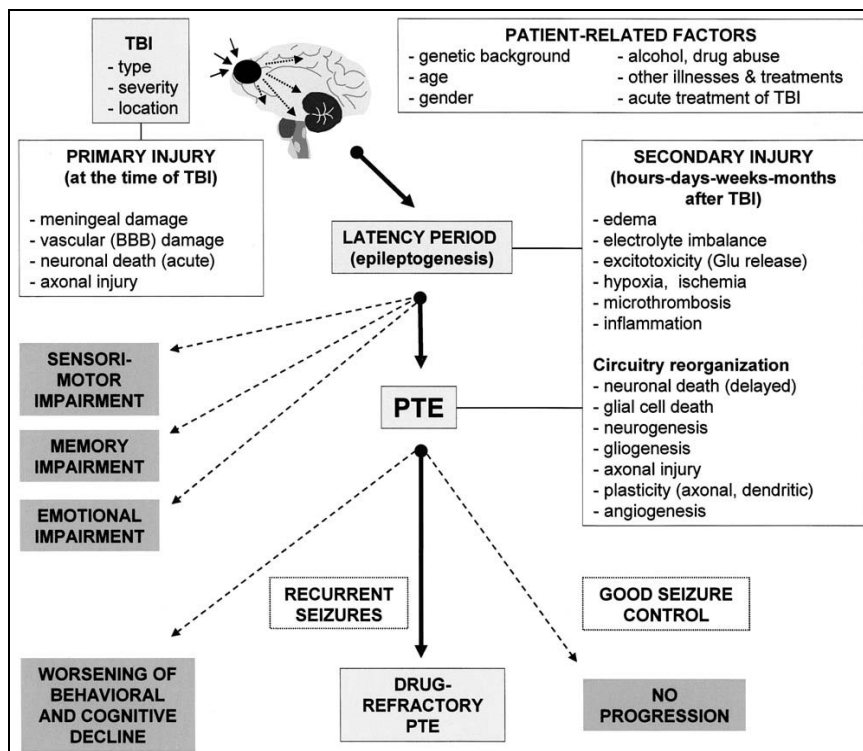 TBI
- type
- severity
- location
PATIENT-RELATED FACTORS
- genetic background
- age
- gender
- alcohol, drug abuse
- other illnesses & treatments
- acute treatment of TBI
PRIMARY INJURY
(at the time of TBI)
- meningeal damage
- vascular (BBB) damage
- neuronal death (acute)
- axonal injury
LATENCY PERIOD
(epileptogenesis)
SECONDARY INJURY
(hours-days-weeks-months
after TBI)
- edema
- electrolyte imbalance
- excitotoxicity (Glu release)
- hypoxia, ischemia
- microthrombosis
- inflammation
Circuitry reorganization
- neuronal death (delayed)
- glial cell death
- neurogenesis
- gliogenesis
- axonal injury
- plasticity (axonal, dendritic)
- angiogenesis
SENSORI-
MOTOR
IMPAIRMENT
MEMORY
IMPAIRMENT
EMOTIONAL
IMPAIRMENT
PTE
RECURRENT
SEIZURES
GOOD SEIZURE
CONTROL
WORSENING OF
BEHAVIORAL
AND COGNITIVE
DECLINE
DRUG-
REFRACTORY
PTE
NO
PROGRESSION